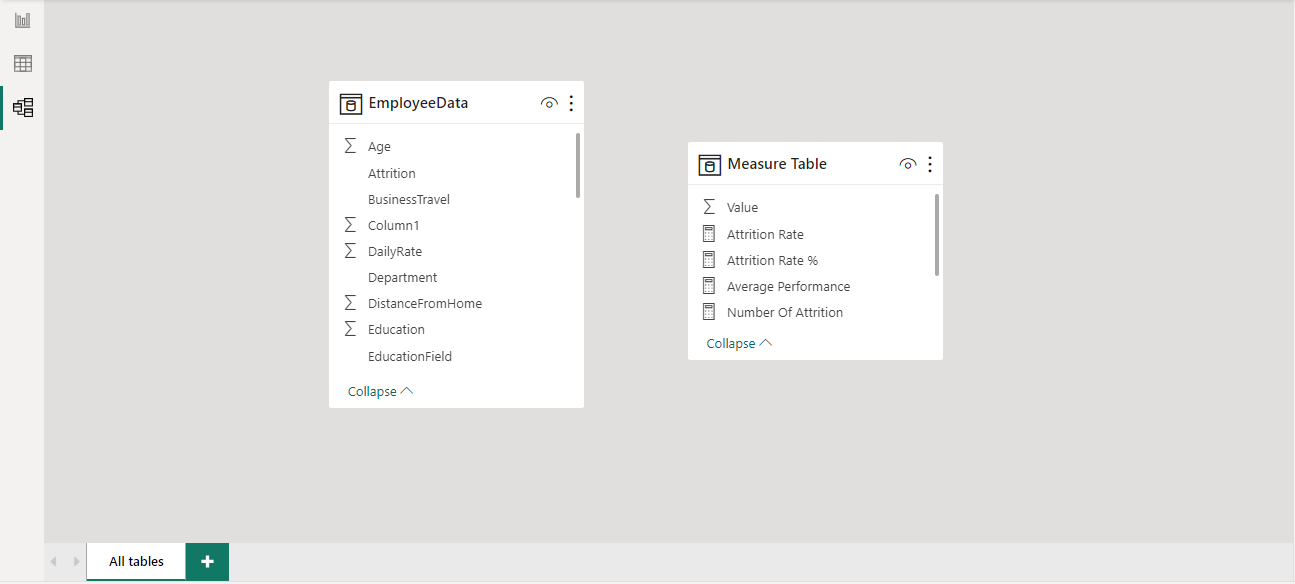 EmployeeData
Age
Attrition
BusinessTravel
Column1
DailyRate
Department
DistanceFromHome
Education
EducationField
Collapse
Measure Table
Value
Attrition Rate
Attrition Rate %
Average Performance
Number Of Attrition
Collapse
All tables